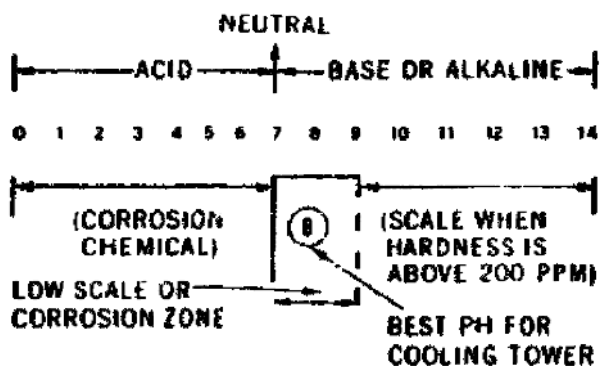 NEUTRAL
ACID
BASE OR ALKALINE
0 1 2 3 4 5 6 7 8 9 10 11 12 13 14
(CORROSION
CHEMICAL)
8
(SCALE WHEN
HARDNESS IS
ABOVE 200 PPM)
LOW SCALE OR
CORROSION ZONE
BEST PH FOR
COOLING TOWER